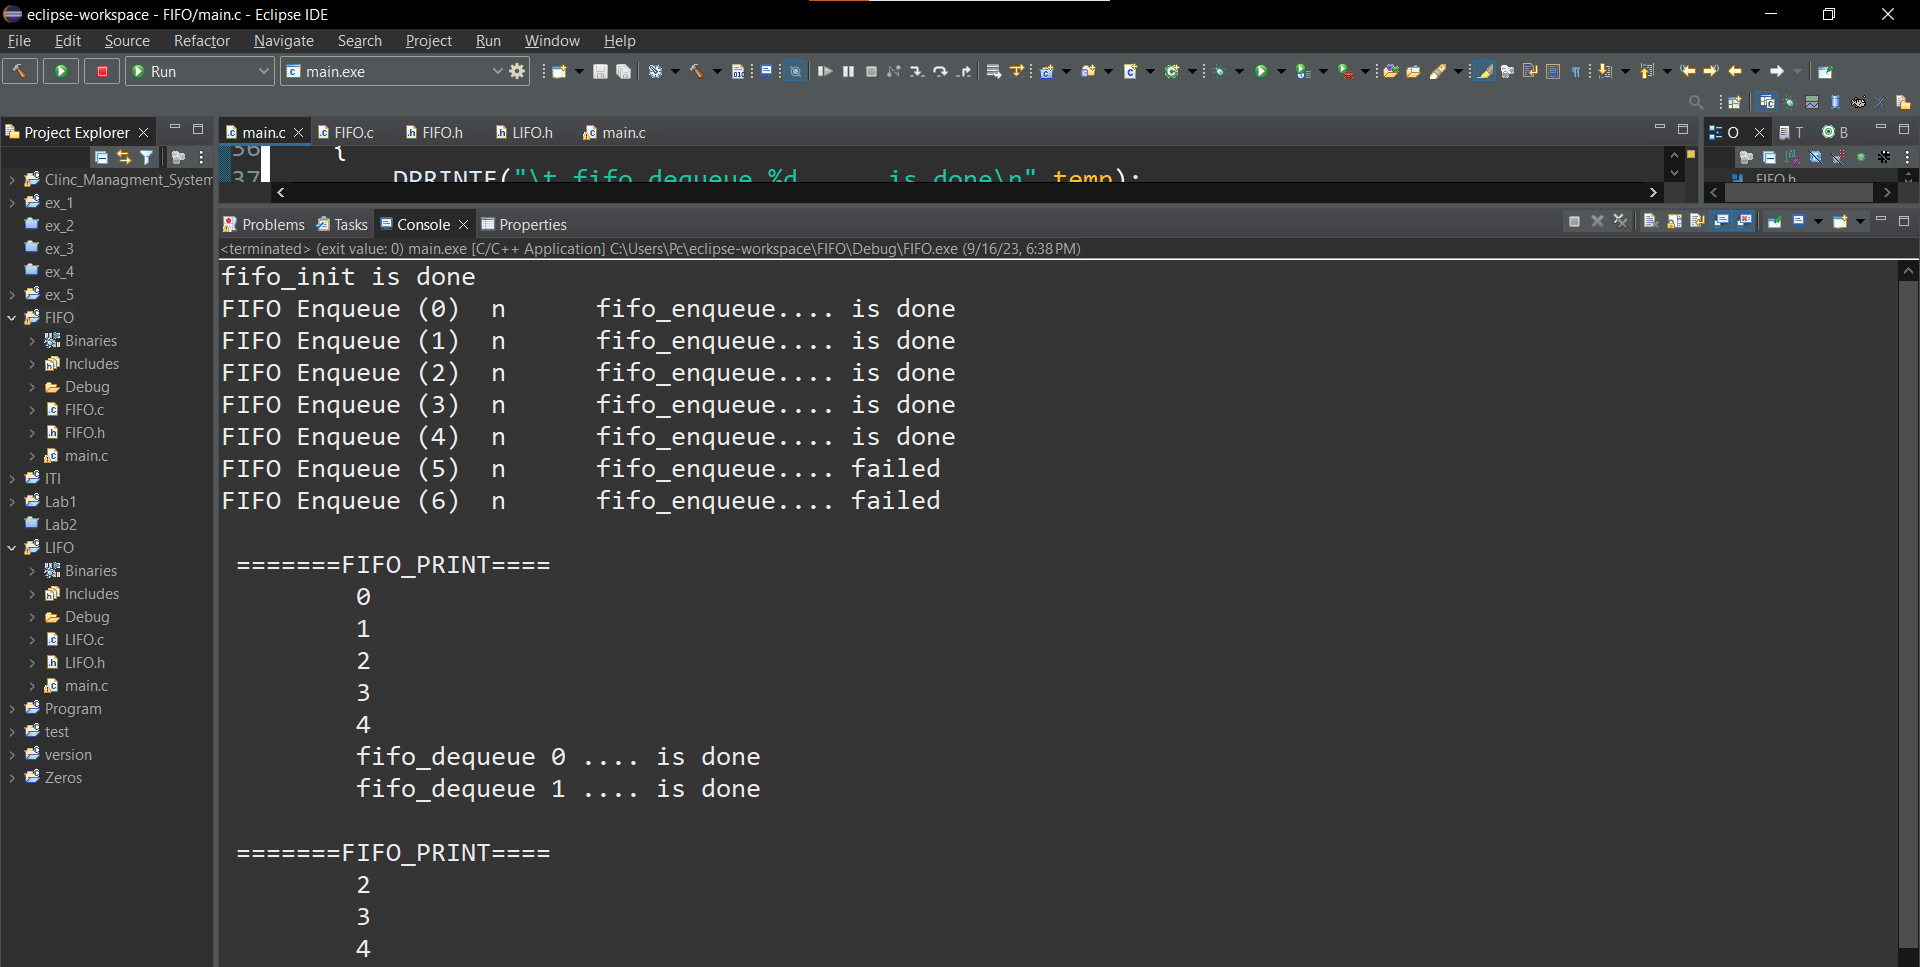 eclipse-workspace - FIFO/main.c - Eclipse IDE
File Edit Source Refactor Navigate Search Project Run Window Help
Run main.exe
Project Explorer
main.c FIFO.c FIFO.h LIFO.h main.c
O T B
36 {
37 DPRINTF("\t fifo_dequeue %d .... is done\n",temp);
FIFO.h
Clinc_Managment_System
ex_1
ex_2
ex_3
ex_4
ex_5
FIFO
Binaries
Includes
Debug
FIFO.c
FIFO.h
main.c
ITI
Lab1
Lab2
LIFO
Binaries
Includes
Debug
LIFO.c
LIFO.h
main.c
Program
test
version
Zeros
Problems Tasks Console Properties
<terminated> (exit value: 0) main.exe [C/C++ Application] C:\Users\Pc\eclipse-workspace\FIFO\Debug\FIFO.exe (9/16/23, 6:38 PM)
fifo_init is done
FIFO Enqueue (0) n fifo_enqueue.... is done
FIFO Enqueue (1) n fifo_enqueue.... is done
FIFO Enqueue (2) n fifo_enqueue.... is done
FIFO Enqueue (3) n fifo_enqueue.... is done
FIFO Enqueue (4) n fifo_enqueue.... is done
FIFO Enqueue (5) n fifo_enqueue.... failed
FIFO Enqueue (6) n fifo_enqueue.... failed
=======FIFO_PRINT====
0
1
2
3
4
fifo_dequeue 0 .... is done
fifo_dequeue 1 .... is done
=======FIFO_PRINT====
2
3
4